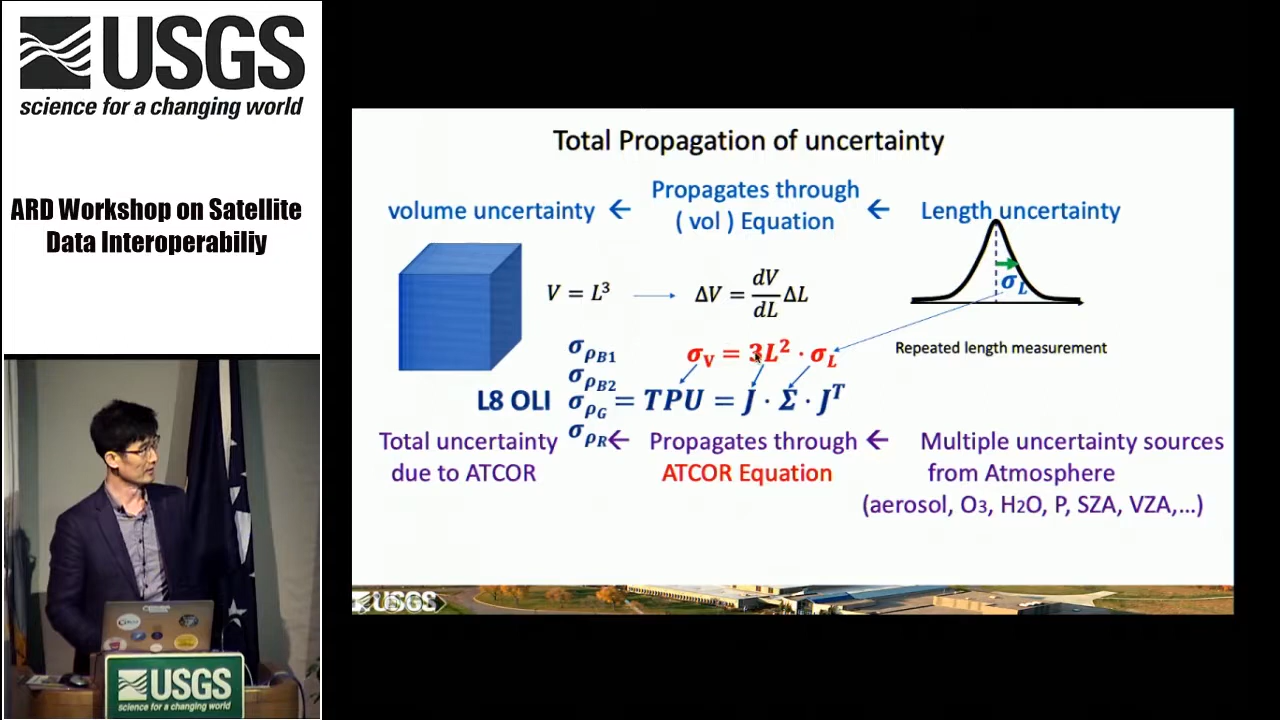 USGS
science for a changing world
ARD Workshop on Satellite
Data Interoperabiliy
Total Propagation of uncertainty
volume uncertainty ← Propagates through ( vol ) Equation ← Length uncertainty
V = L³ → ΔV = dV/dL ΔL
σL
Repeated length measurement
σV = 3L² · σL
σρB1
σρB2
σρG
σρR
L8 OLI = TPU = J · Σ · Jᵀ
Total uncertainty due to ATCOR ← Propagates through ATCOR Equation ← Multiple uncertainty sources from Atmosphere
(aerosol, O3, H2O, P, SZA, VZA,...)
USGS
USGS
science for a changing world